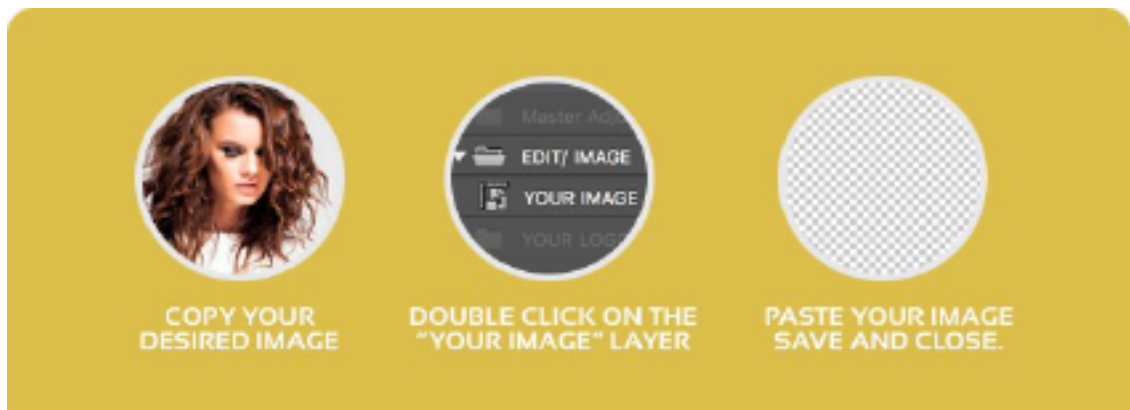 Master Adj
EDIT/ IMAGE
YOUR IMAGE
YOUR LOGO
COPY YOUR
DESIRED IMAGE
DOUBLE CLICK ON THE
“YOUR IMAGE” LAYER
PASTE YOUR IMAGE
SAVE AND CLOSE.